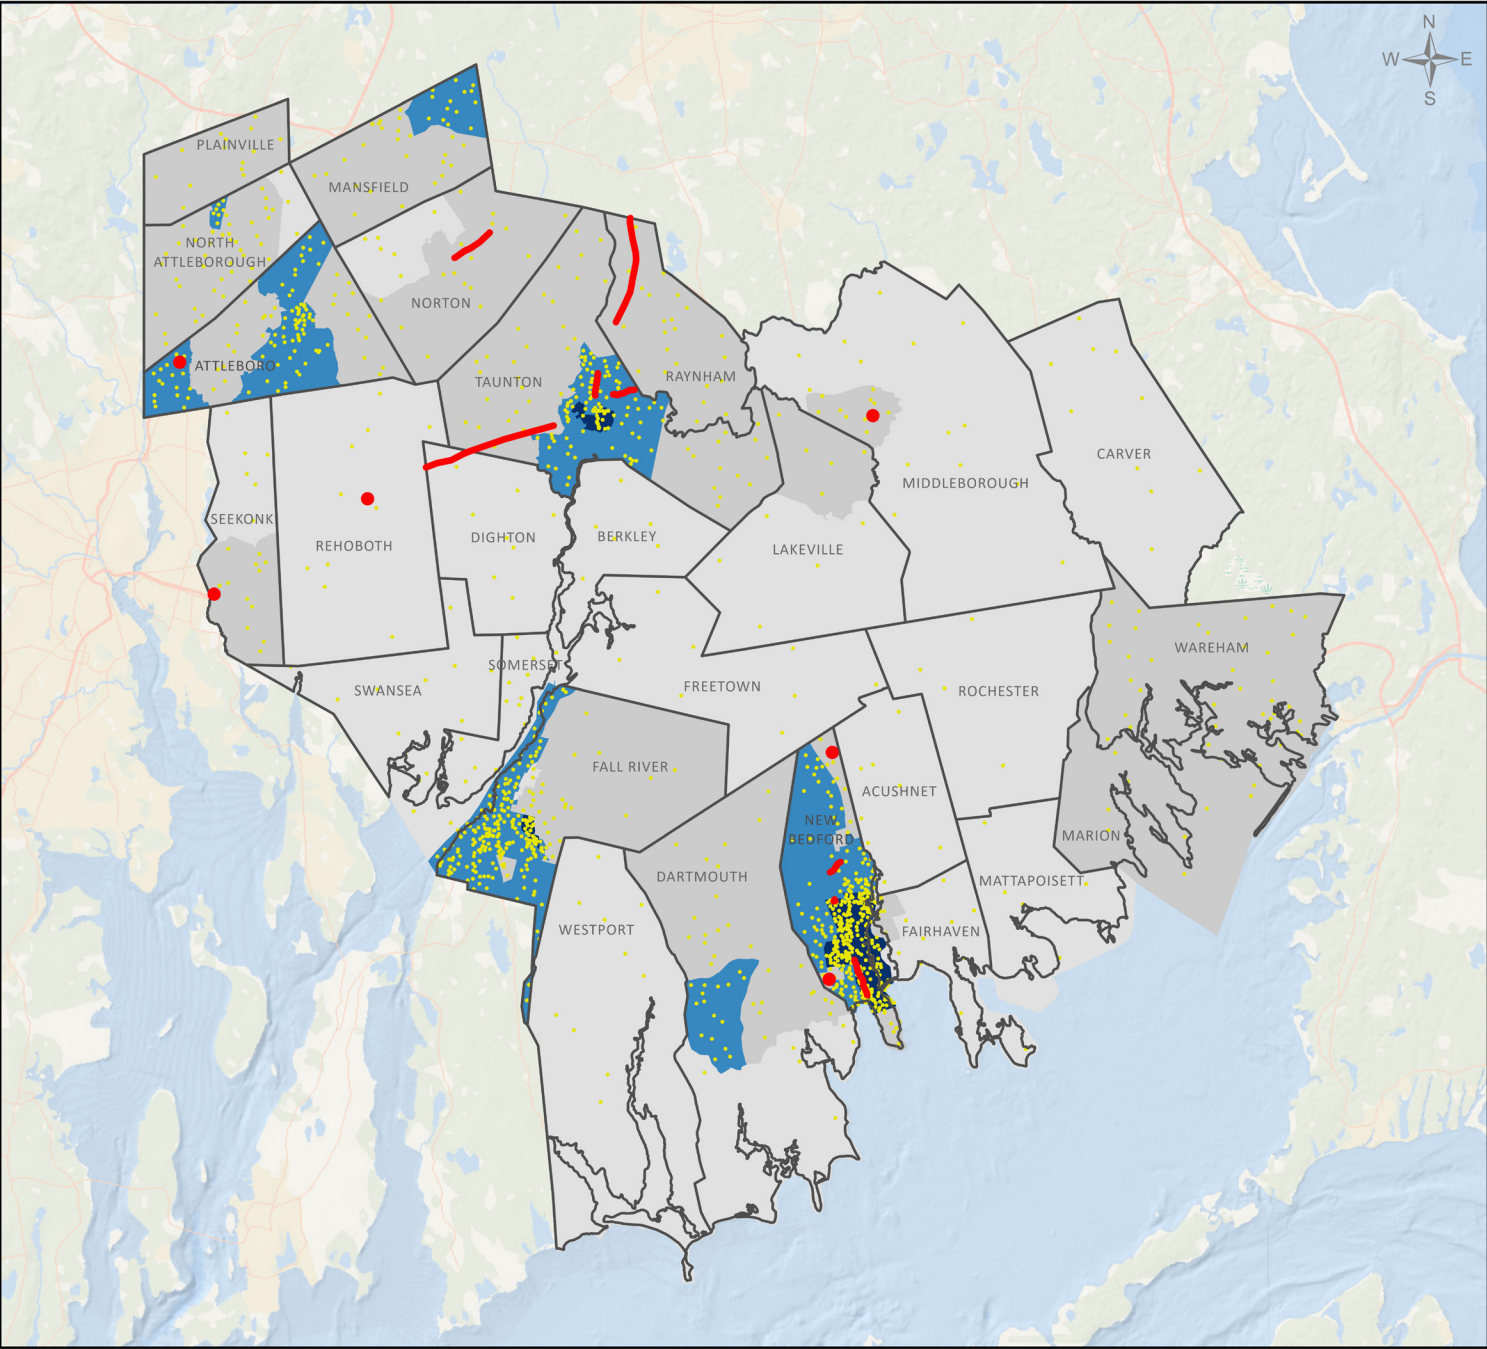 N
W E
S
PLAINVILLE
MANSFIELD
NORTH
ATTLEBOROUGH
NORTON
ATTLEBORO
TAUNTON
RAYNHAM
MIDDLEBOROUGH
CARVER
SEEKONK
REHOBOTH
DIGHTON
BERKLEY
LAKEVILLE
WAREHAM
SOMERSET
SWANSEA
FREETOWN
ROCHESTER
FALL RIVER
ACUSHNET
NEW
BEDFORD
MARION
DARTMOUTH
MATTAPOISETT
WESTPORT
FAIRHAVEN